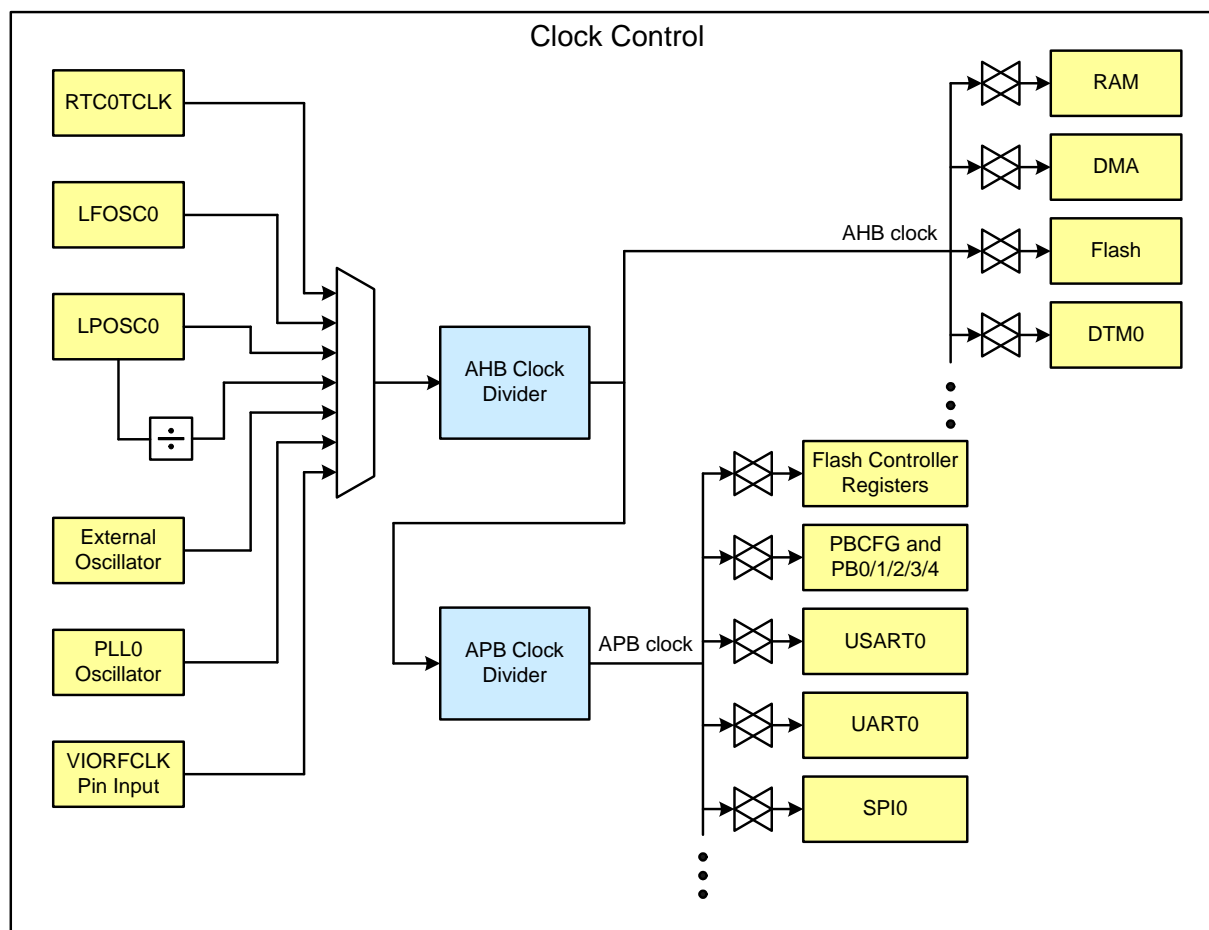 Clock Control
RTC0TCLK
LFOSC0
LPOSC0
÷
External
Oscillator
PLL0
Oscillator
VIORFCLK
Pin Input
AHB Clock
Divider
APB Clock
Divider
AHB clock
APB clock
RAM
DMA
Flash
DTM0
Flash Controller
Registers
PBCFG and
PB0/1/2/3/4
USART0
UART0
SPI0